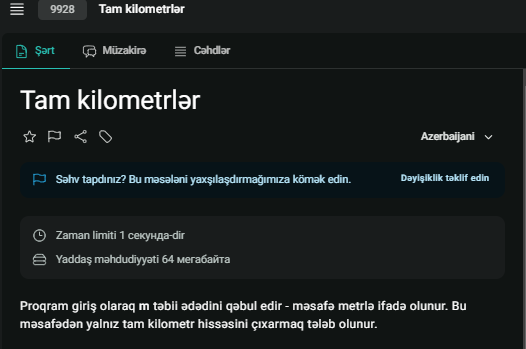 9928 Tam kilometrlər
Şərt Müzakirə Cəhdlər
Tam kilometrlər
Azerbaijani
Səhv tapdınız? Bu məsələni yaxşılaşdırmağımıza kömək edin. Dəyişiklik təklif edin
Zaman limiti 1 секунда-dir
Yaddaş məhdudiyyəti 64 мегабайта
Proqram giriş olaraq m təbii ədədini qəbul edir - məsafə metrlə ifadə olunur. Bu
məsafədən yalnız tam kilometr hissəsini çıxarmaq tələb olunur.